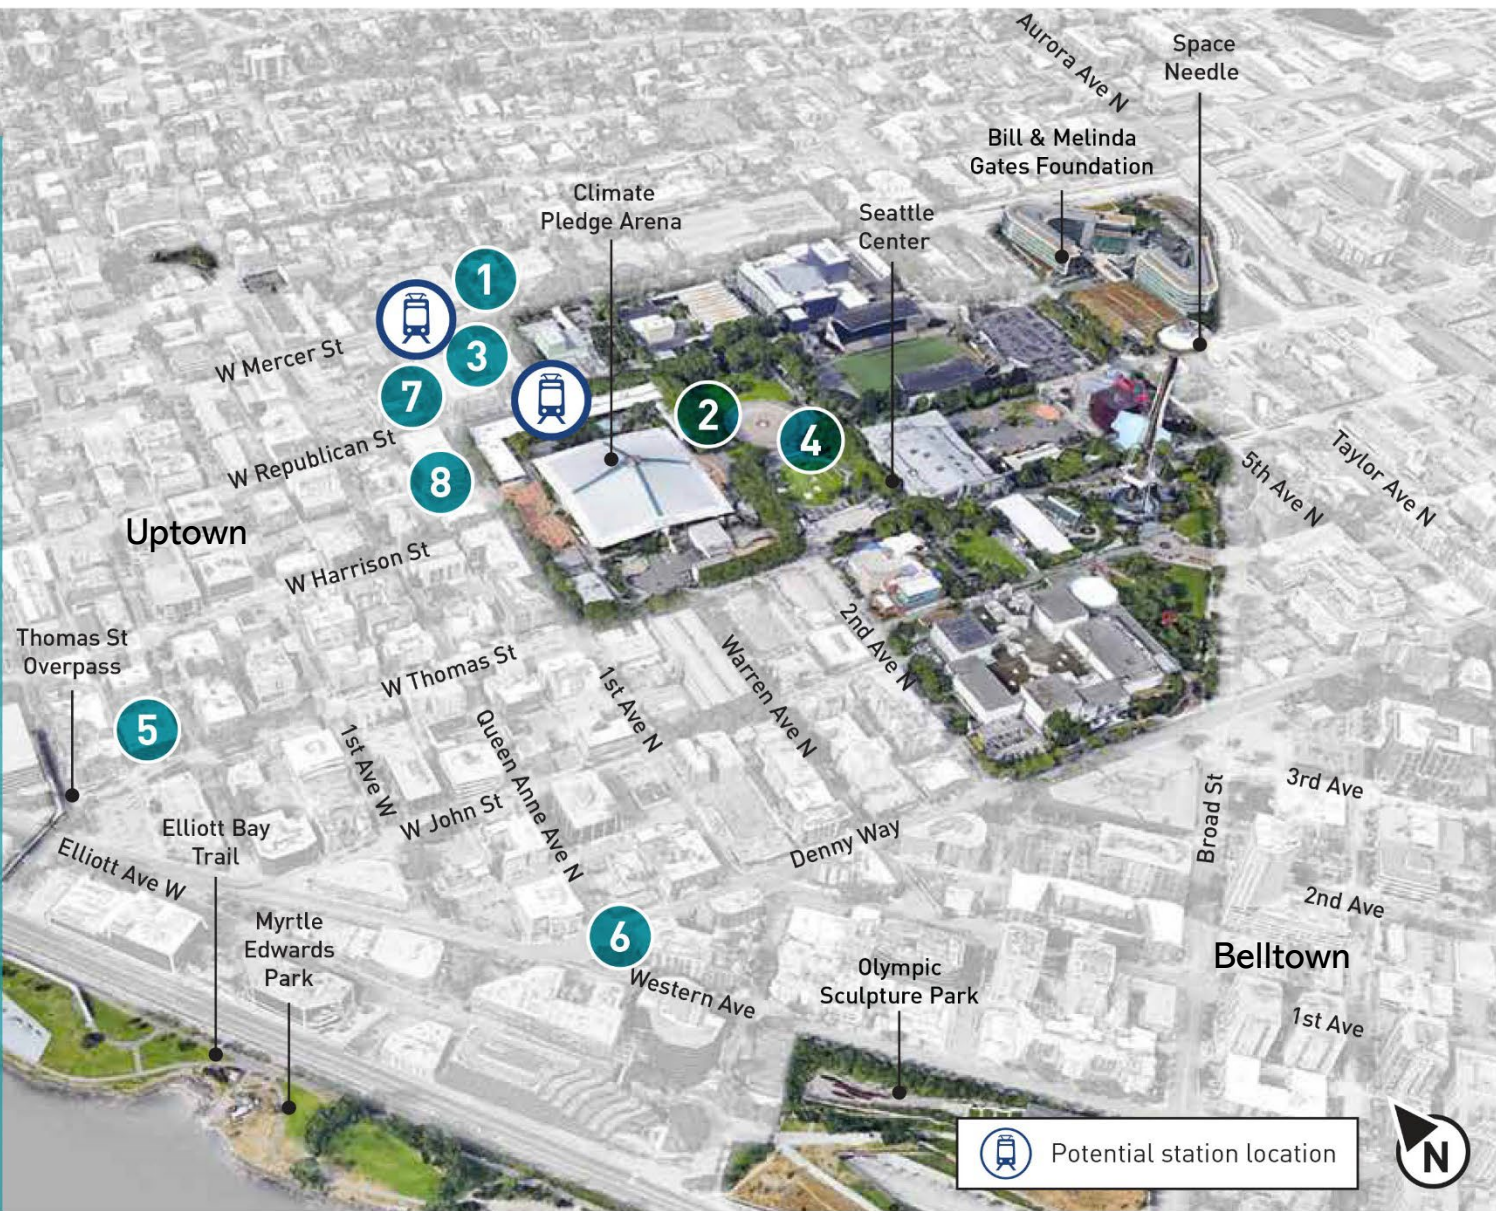 Aurora Ave N
Space
Needle
Bill & Melinda
Gates Foundation
Climate
Pledge Arena
Seattle
Center
1
W Mercer St
3
7
2
4
W Republican St
8
Uptown
W Harrison St
5th Ave N
Taylor Ave N
Thomas St
Overpass
5
W Thomas St
1st Ave N
Warren Ave N
2nd Ave N
1st Ave W
Queen Anne Ave N
W John St
Denny Way
Broad St
3rd Ave
2nd Ave
1st Ave
Elliott Bay
Trail
Elliott Ave W
Myrtle
Edwards
Park
6
Western Ave
Olympic
Sculpture Park
Belltown
Potential station location
N